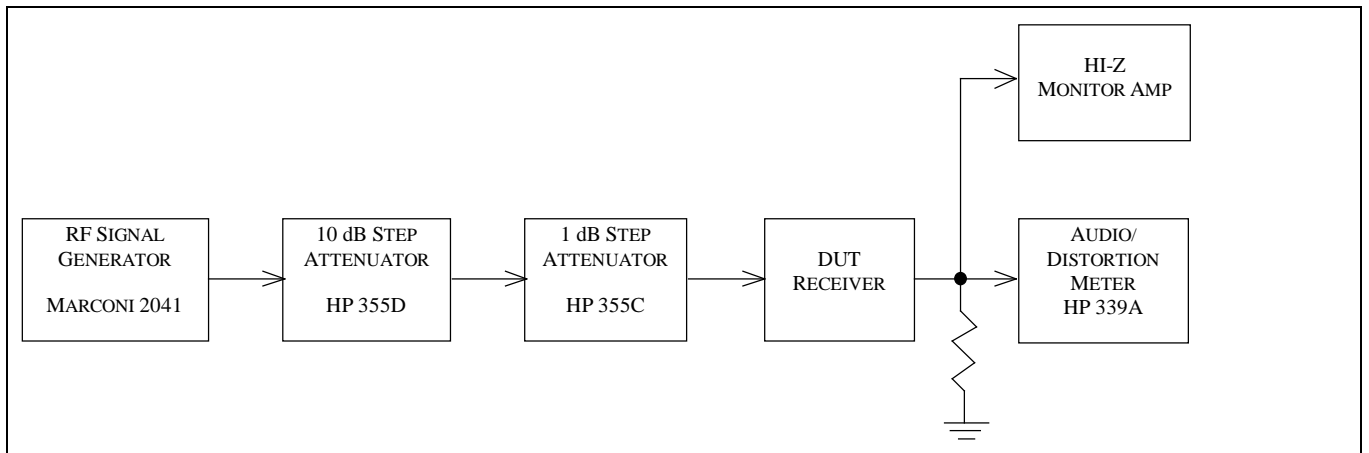 HI-Z
MONITOR AMP
RF SIGNAL
GENERATOR
MARCONI 2041
10 dB STEP
ATTENUATOR
HP 355D
1 dB STEP
ATTENUATOR
HP 355C
DUT
RECEIVER
AUDIO/
DISTORTION
METER
HP 339A